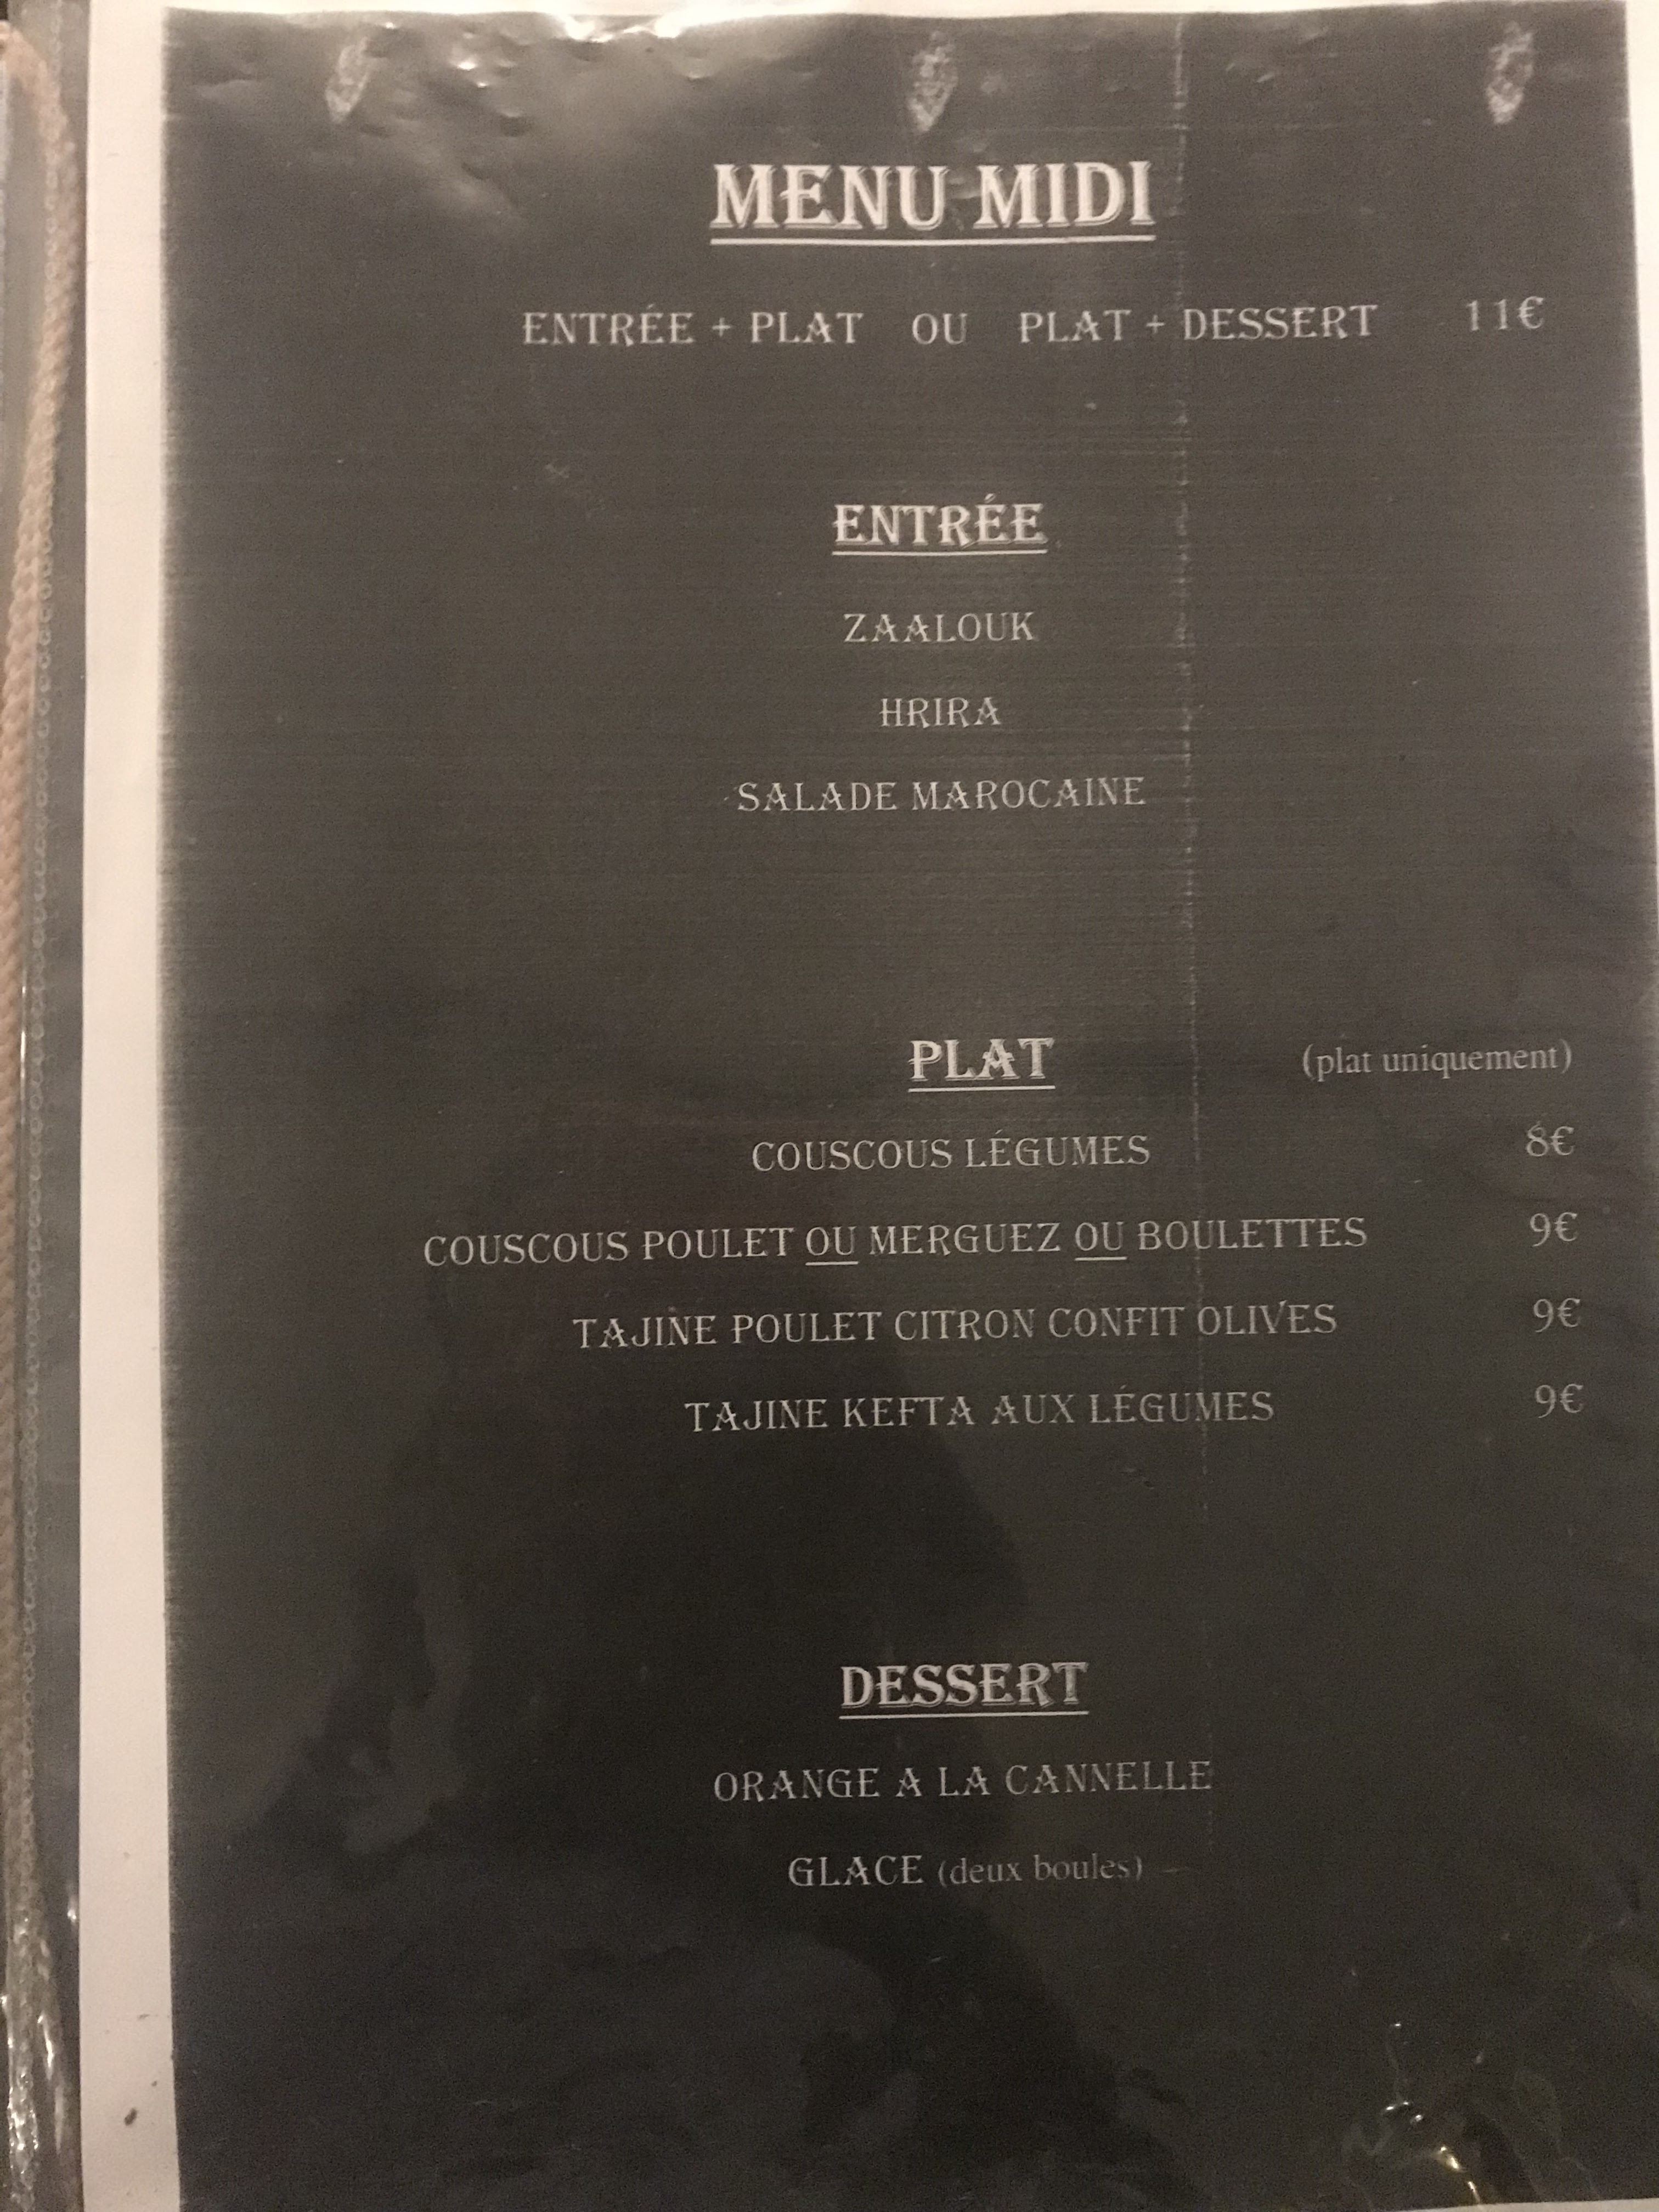 MENU MIDI
ENTRÉE + PLAT OU PLAT + DESSERT 11€
ENTRÉE
ZAALOUK
HRIRA
SALADE MAROCAINE
PLAT (plat uniquement)
COUSCOUS LÉGUMES 8€
COUSCOUS POULET OU MERGUEZ OU BOULETTES 9€
TAJINE POULET CITRON CONFIT OLIVES 9€
TAJINE KEFTA AUX LÉGUMES 9€
DESSERT
ORANGE A LA CANNELLE
GLACE (deux boules)